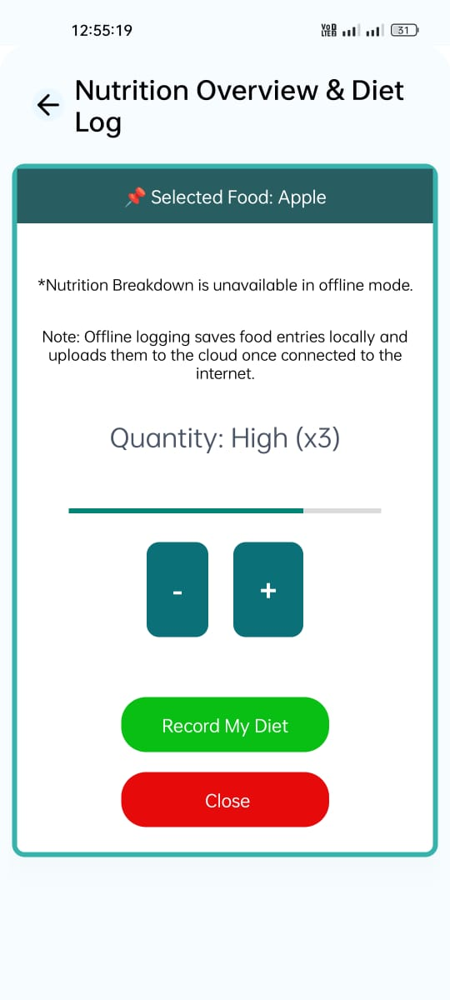 12:55:19
VoD LTE2 31
Nutrition Overview & Diet
Log
📌 Selected Food: Apple
*Nutrition Breakdown is unavailable in offline mode.
Note: Offline logging saves food entries locally and
uploads them to the cloud once connected to the
internet.
Quantity: High (x3)
- +
Record My Diet
Close